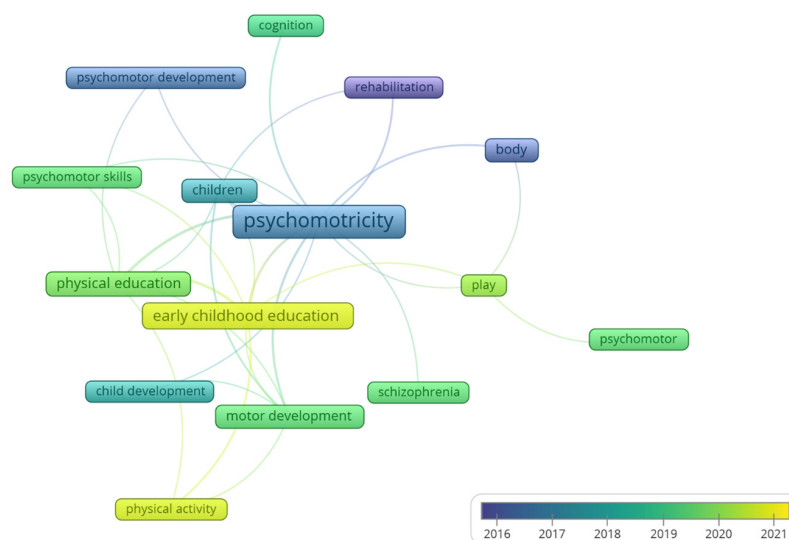 cognition
psychomotor development
rehabilitation
body
psychomotor skills
children
psychomotricity
physical education
play
early childhood education
psychomotor
child development
schizophrenia
motor development
physical activity
2016 2017 2018 2019 2020 2021